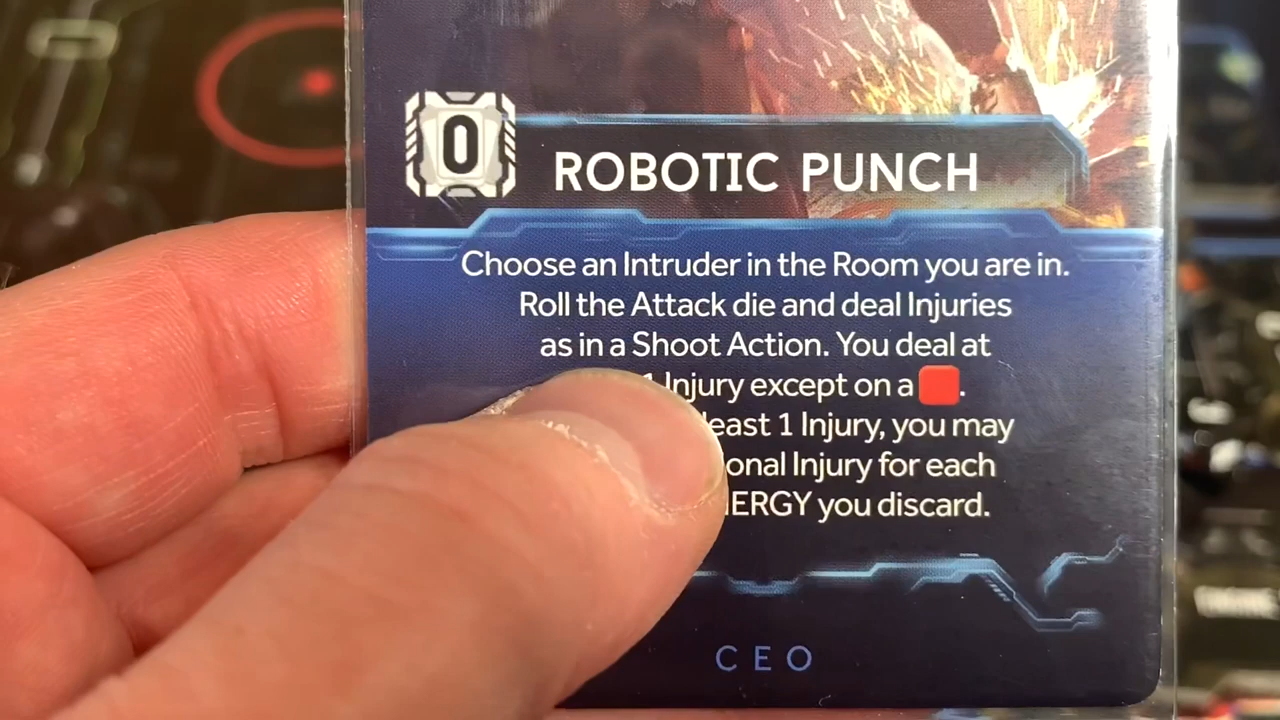 0
ROBOTIC PUNCH
Choose an Intruder in the Room you are in.
Roll the Attack die and deal Injuries
as in a Shoot Action. You deal at
1 Injury except on a .
least 1 Injury, you may
Injury for each
you discard.
CEO